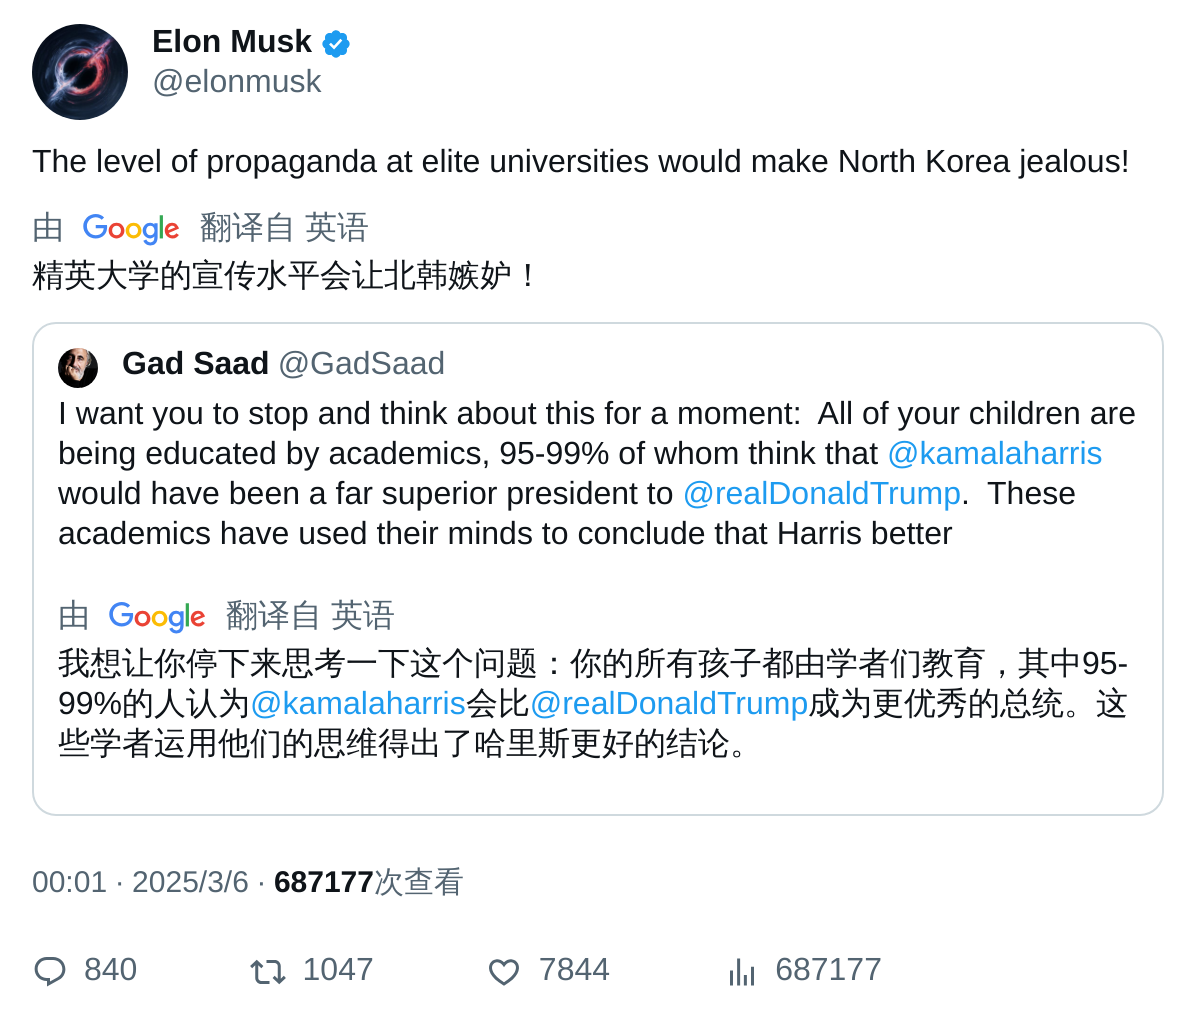 Elon Musk
@elonmusk
The level of propaganda at elite universities would make North Korea jealous!
由 Google 翻译自 英语
精英大学的宣传水平会让北韩嫉妒！
Gad Saad @GadSaad
I want you to stop and think about this for a moment:  All of your children are
being educated by academics, 95-99% of whom think that @kamalaharris
would have been a far superior president to @realDonaldTrump.  These
academics have used their minds to conclude that Harris better
由 Google 翻译自 英语
我想让你停下来思考一下这个问题：你的所有孩子都由学者们教育，其中95-
99%的人认为@kamalaharris会比@realDonaldTrump成为更优秀的总统。这
些学者运用他们的思维得出了哈里斯更好的结论。
00:01 · 2025/3/6 · 687177次查看
840 1047 7844 687177